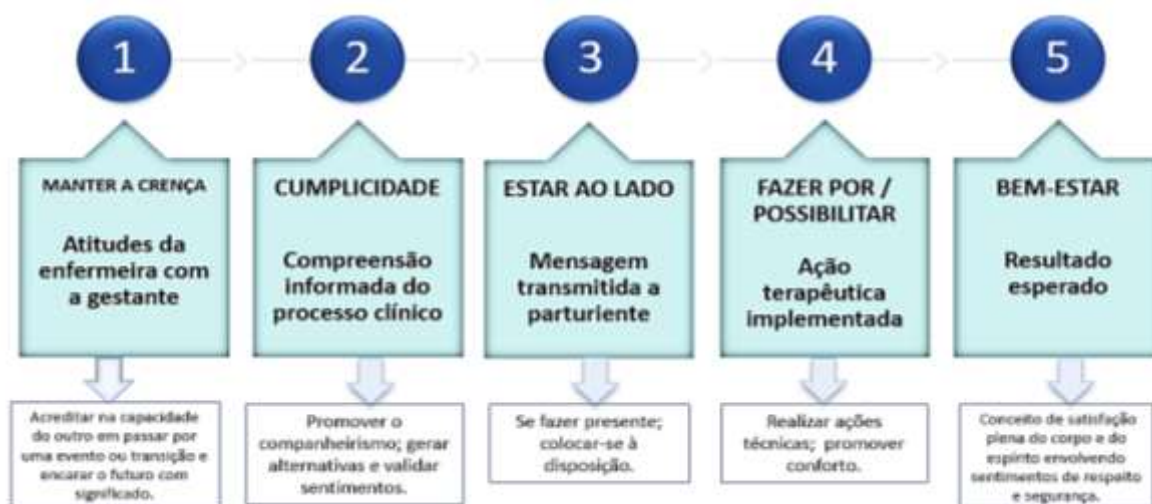 1
2
3
4
5
MANTER A CRENÇA
Atitudes da
enfermeira com
a gestante
CUMPLICIDADE
Compreensão
informada do
processo clínico
ESTAR AO LADO
Mensagem
transmitida a
parturiente
FAZER POR /
POSSIBILITAR
Ação
terapêutica
implementada
BEM-ESTAR
Resultado
esperado
Acreditar na capacidade
do outro em passar por
uma evento ou transição e
encarar o futuro com
significado.
Promover o
companheirismo; gerar
alternativas e validar
sentimentos.
Se fazer presente;
colocar-se à
disposição.
Realizar ações
técnicas; promover
conforto.
Conceito de satisfação
plena do corpo e do
espírito envolvendo
sentimentos de respeito
e segurança.